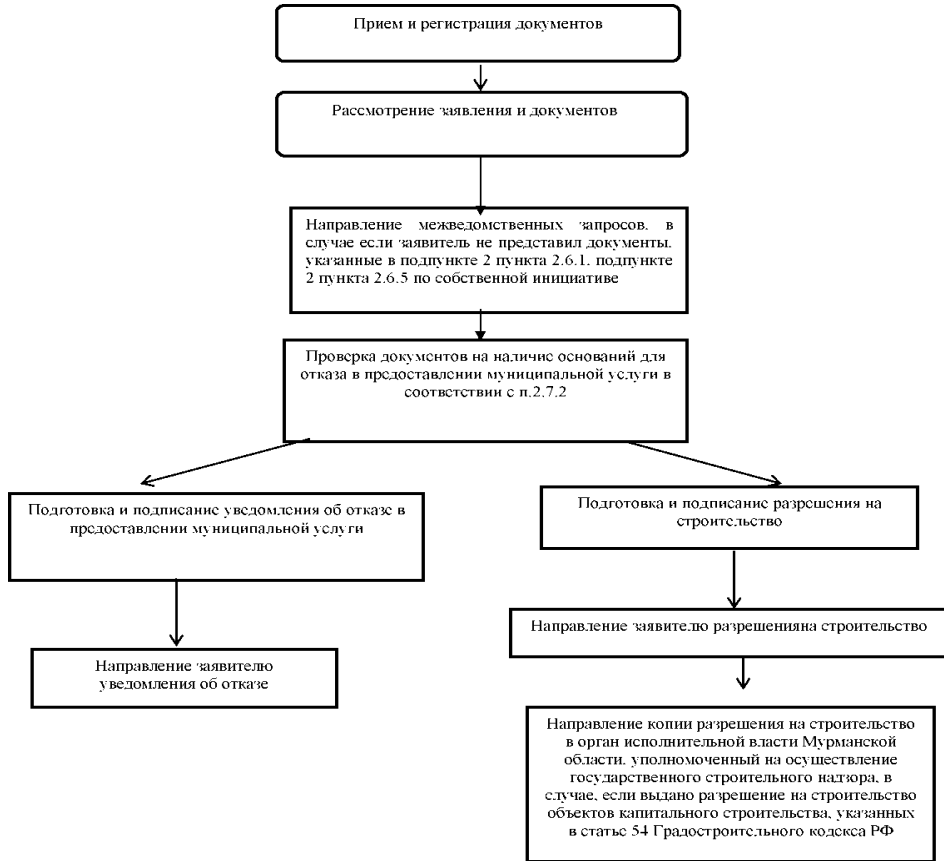 Прием и регистрация документов
Рассмотрение заявления и документов
Направление межведомственных запросов, в
случае если заявитель не представил документы,
указанные в подпункте 2 пункта 2.6.1, подпункте
2 пункта 2.6.5 по собственной инициативе
Проверка документов на наличие оснований для
отказа в предоставлении муниципальной услуги в
соответствии с п.2.7.2
Подготовка и подписание уведомления об отказе в
предоставлении муниципальной услуги
Направление заявителю
уведомления об отказе
Подготовка и подписание разрешения на
строительство
Направление заявителю разрешенияна строительство
Направление копии разрешения на строительство
в орган исполнительной власти Мурманской
области, уполномоченный на осуществление
государственного строительного надзора, в
случае, если выдано разрешение на строительство
объектов капитального строительства, указанных
в статье 54 Градостроительного кодекса РФ